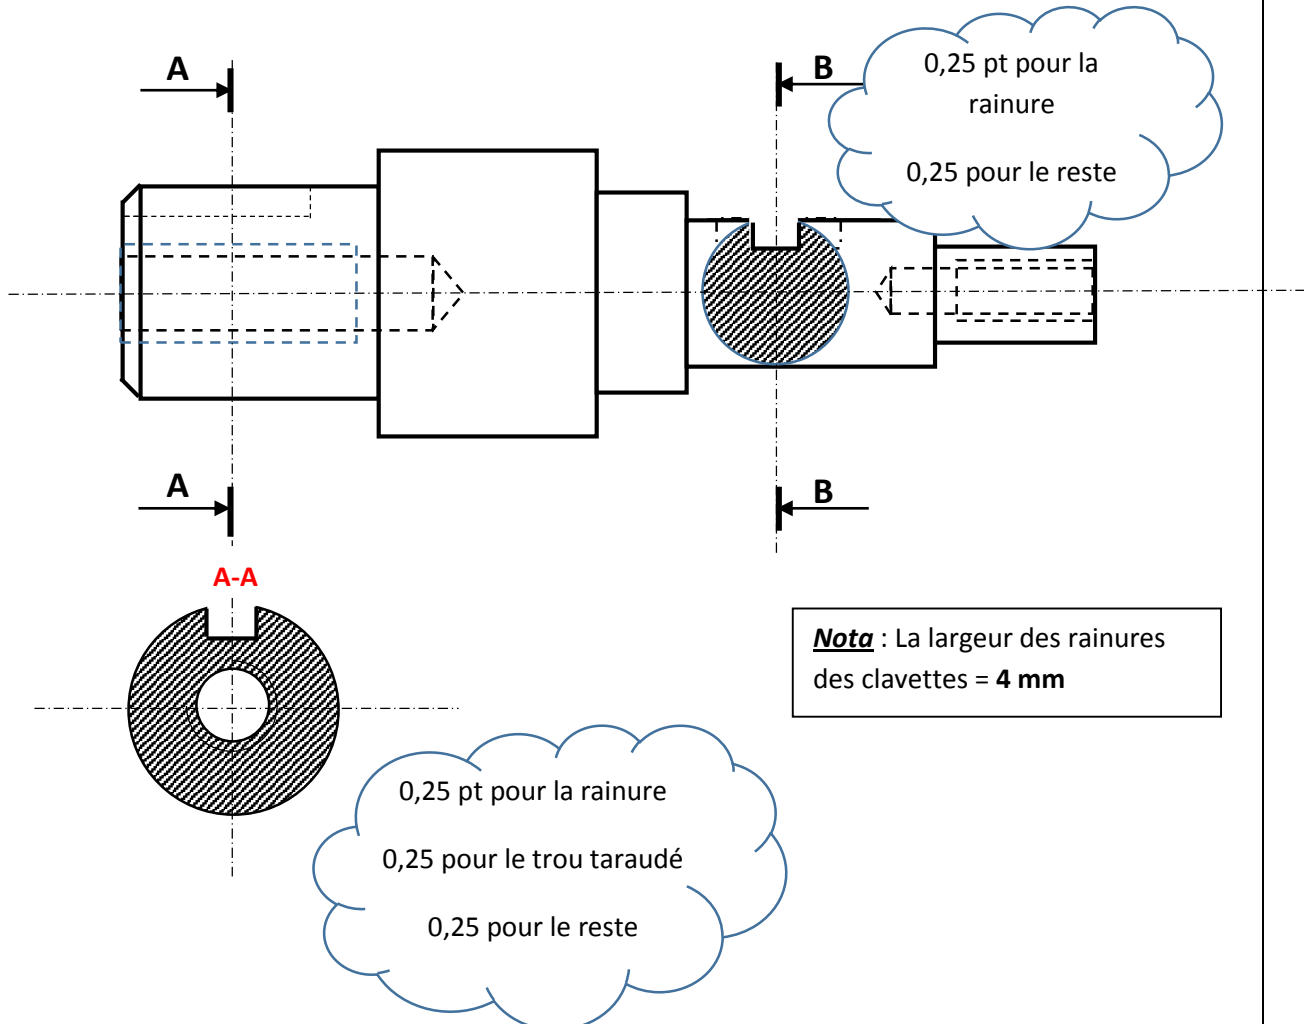 A
B
0,25 pt pour la
rainure
0,25 pour le reste
A
B
A-A
Nota : La largeur des rainures
des clavettes = 4 mm
0,25 pt pour la rainure
0,25 pour le trou taraudé
0,25 pour le reste